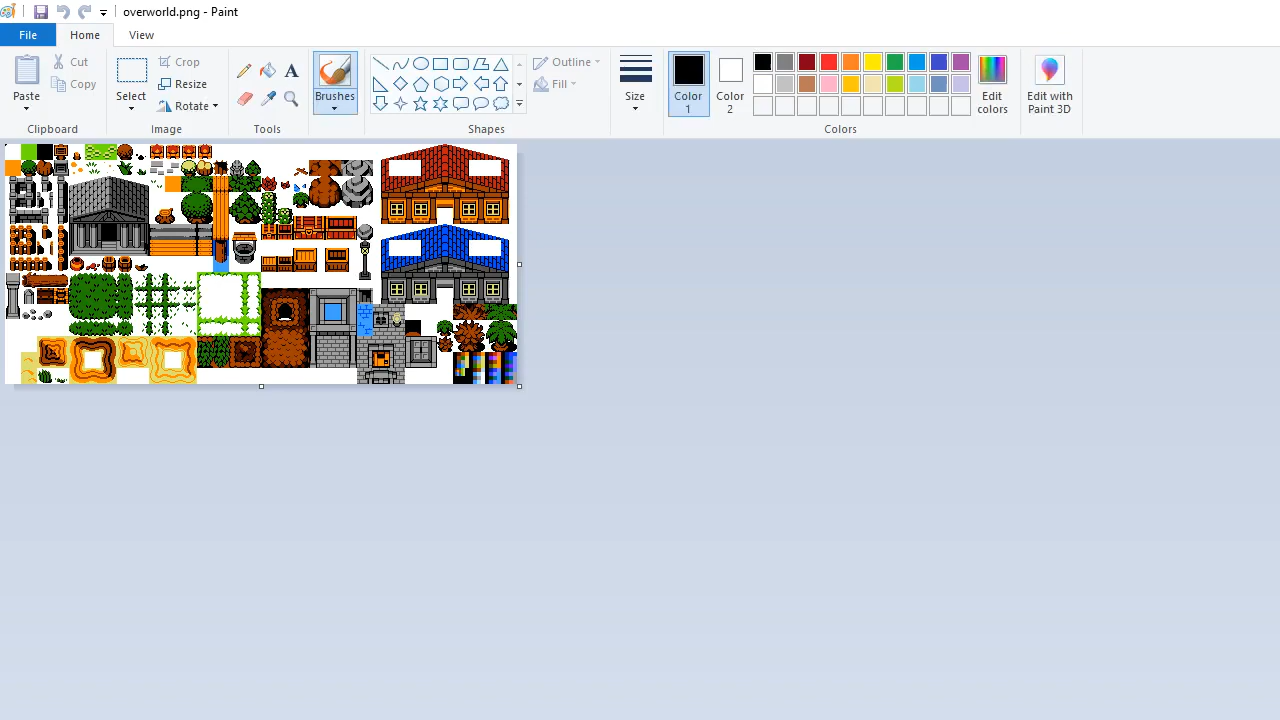 overworld.png - Paint
File Home View
Paste Cut Copy
Select Crop Resize Rotate
Brushes
Outline Fill
Size
Color 1
Color 2
Edit colors
Edit with Paint 3D
Clipboard Image Tools Shapes Colors